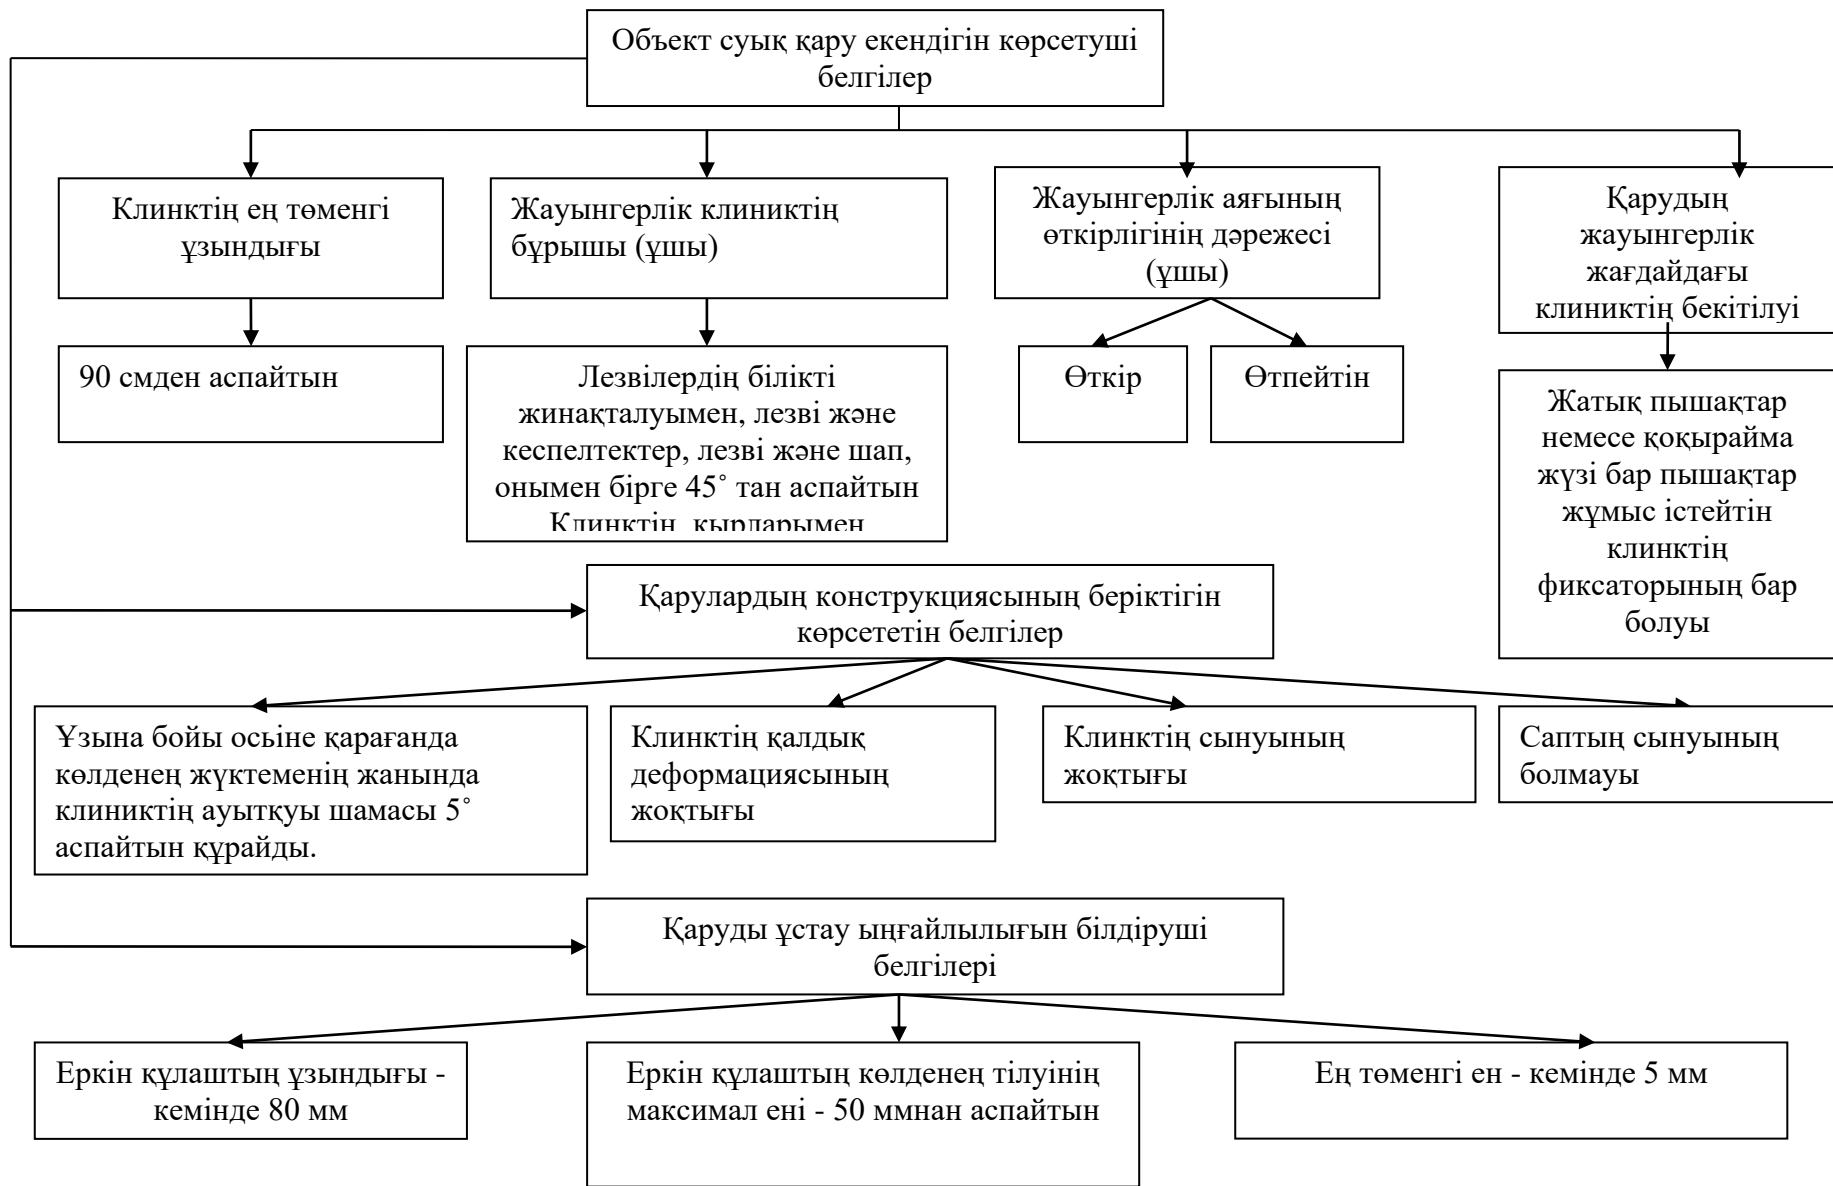 Объект суық қару екендігін көрсетуші
белгілер
Клинктің ең төменгі
ұзындығы
Жауынгерлік клиниктің
бұрышы (ұшы)
Жауынгерлік аяғының
өткірлігінің дәрежесі
(ұшы)
Қарудың
жауынгерлік
жағдайдағы
клиниктің бекітілуі
90 смден аспайтын
Лезвілердің білікті
жинақталуымен, лезві және
кеспелтектер, лезві және шап,
онымен бірге 45˚ тан аспайтын
Клинктің қырларымен
Өткір
Өтпейтін
Жатық пышақтар
немесе қоқырайма
жүзі бар пышақтар
жұмыс істейтін
клинктің
фиксаторының бар
болуы
Қарулардың конструкциясының беріктігін
көрсететін белгілер
Ұзына бойы осьіне қарағанда
көлденең жүктеменің жанында
клиниктің ауытқуы шамасы 5˚
аспайтын құрайды.
Клинктің қалдық
деформациясының
жоқтығы
Клинктің сынуының
жоқтығы
Саптың сынуының
болмауы
Қаруды ұстау ыңғайлылығын білдіруші
белгілері
Еркін құлаштың ұзындығы -
кемінде 80 мм
Еркін құлаштың көлденең тілуінің
максимал ені - 50 ммнан аспайтын
Ең төменгі ен - кемінде 5 мм